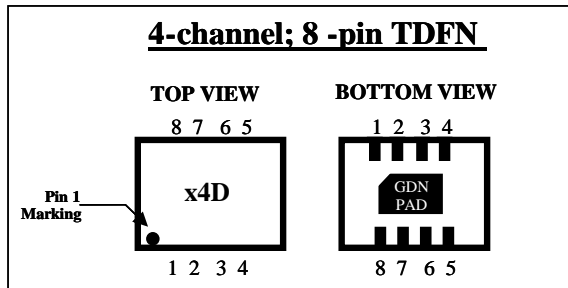 4-channel; 8 -pin TDFN
TOP VIEW
8 7 6 5
x4D
Pin 1
Marking
1 2 3 4
BOTTOM VIEW
1 2 3 4
GDN
PAD
8 7 6 5